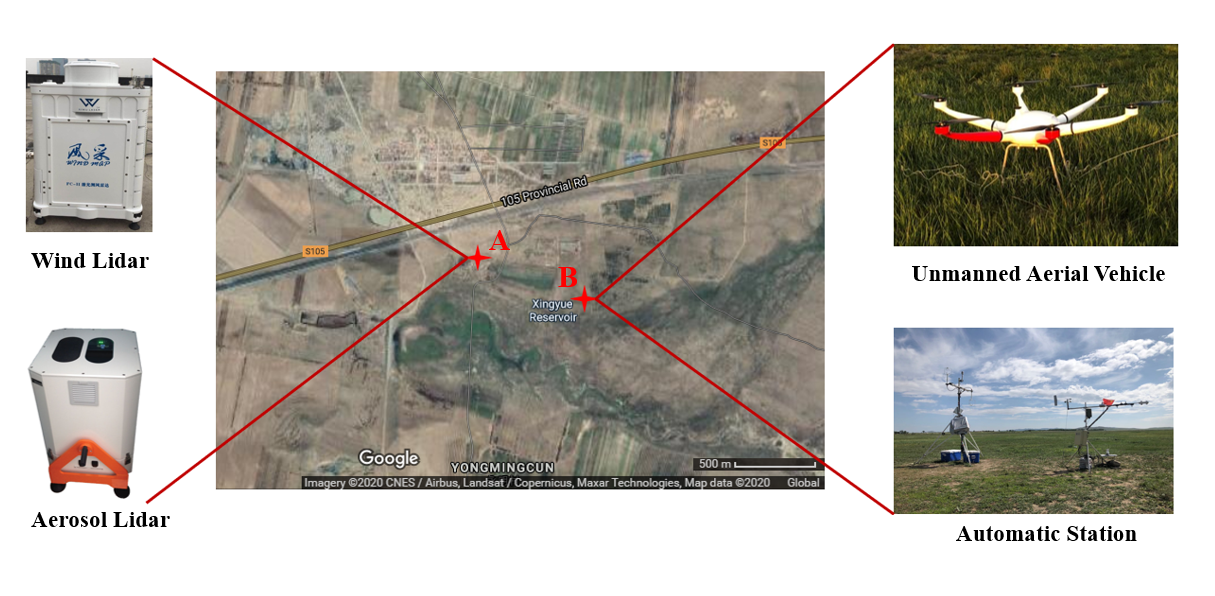 W
风采
WIND MAP
Wind Lidar
Aerosol Lidar
S105
105 Provincial Rd
S105
A
B
Xingyue
Reservoir
Google
YONGMINGCUN
500 m
Imagery ©2020 CNES / Airbus, Landsat / Copernicus, Maxar Technologies, Map data ©2020 Global
Unmanned Aerial Vehicle
Automatic Station